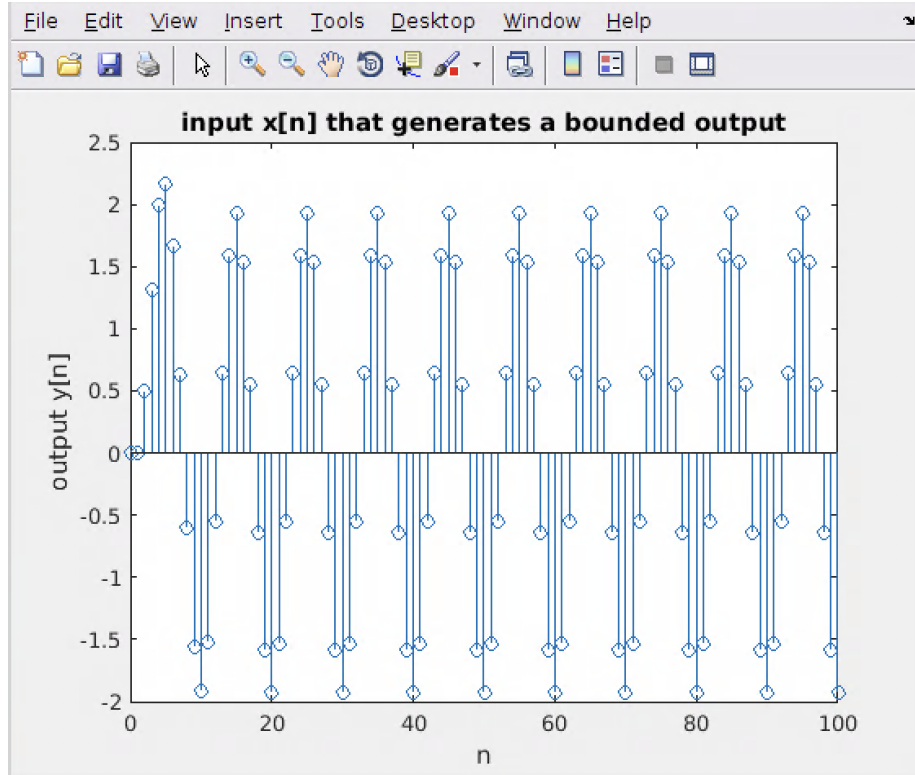 File Edit View Insert Tools Desktop Window Help
input x[n] that generates a bounded output
2.5
2
1.5
1
0.5
0
-0.5
-1
-1.5
-2
output y[n]
0 20 40 60 80 100
n